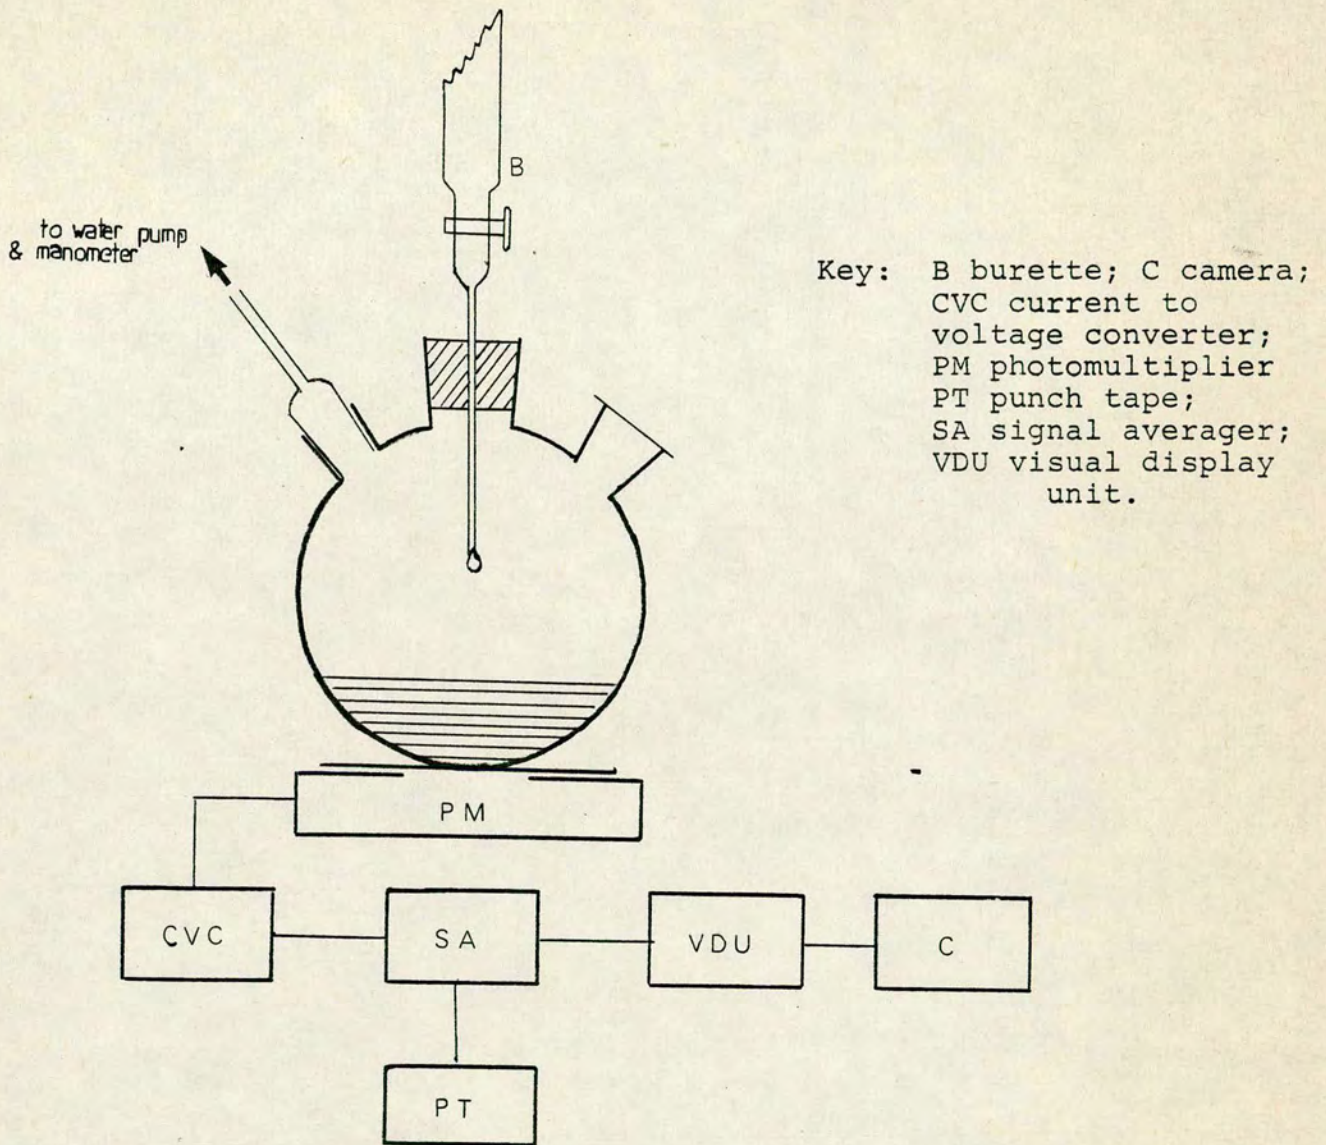 B
to water pump
& manometer
Key: B burette; C camera;
CVC current to
voltage converter;
PM photomultiplier
PT punch tape;
SA signal averager;
VDU visual display
unit.
PM
CVC
SA
VDU
C
PT